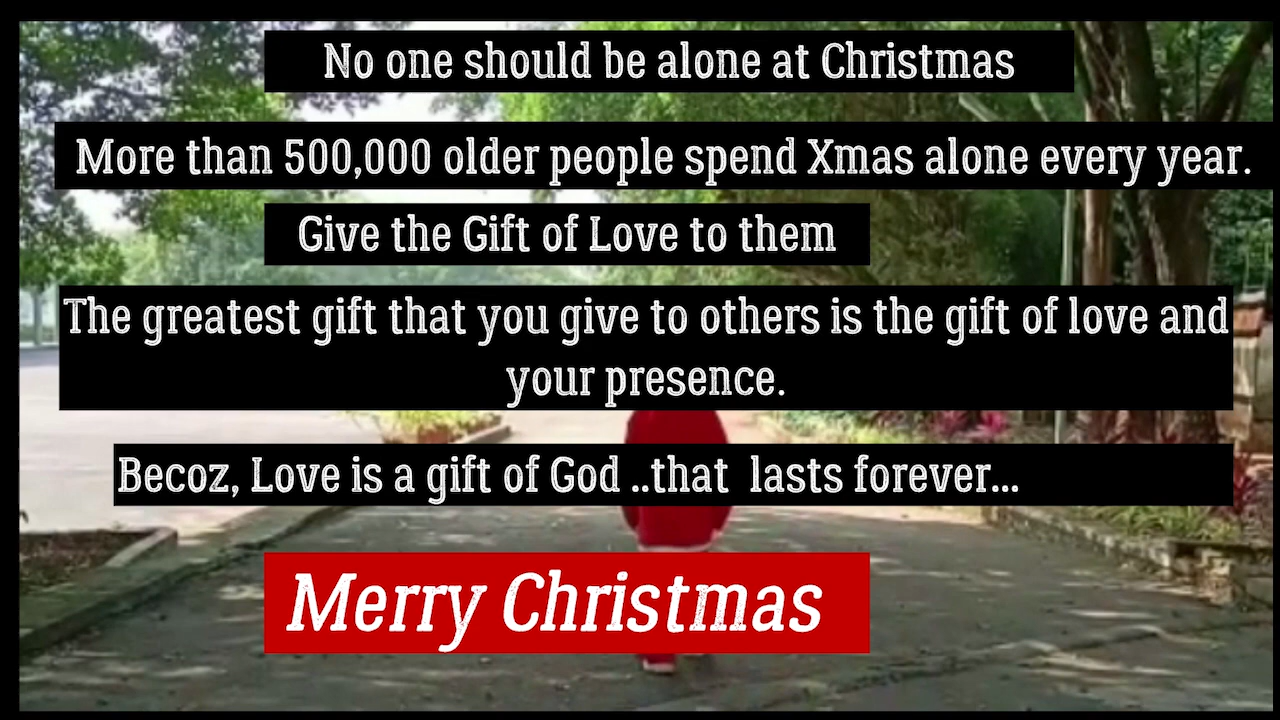 No one should be alone at Christmas
More than 500,000 older people spend Xmas alone every year.
Give the Gift of Love to them
The greatest gift that you give to others is the gift of love and
your presence.
Becoz, Love is a gift of God ..that  lasts forever...
Merry Christmas